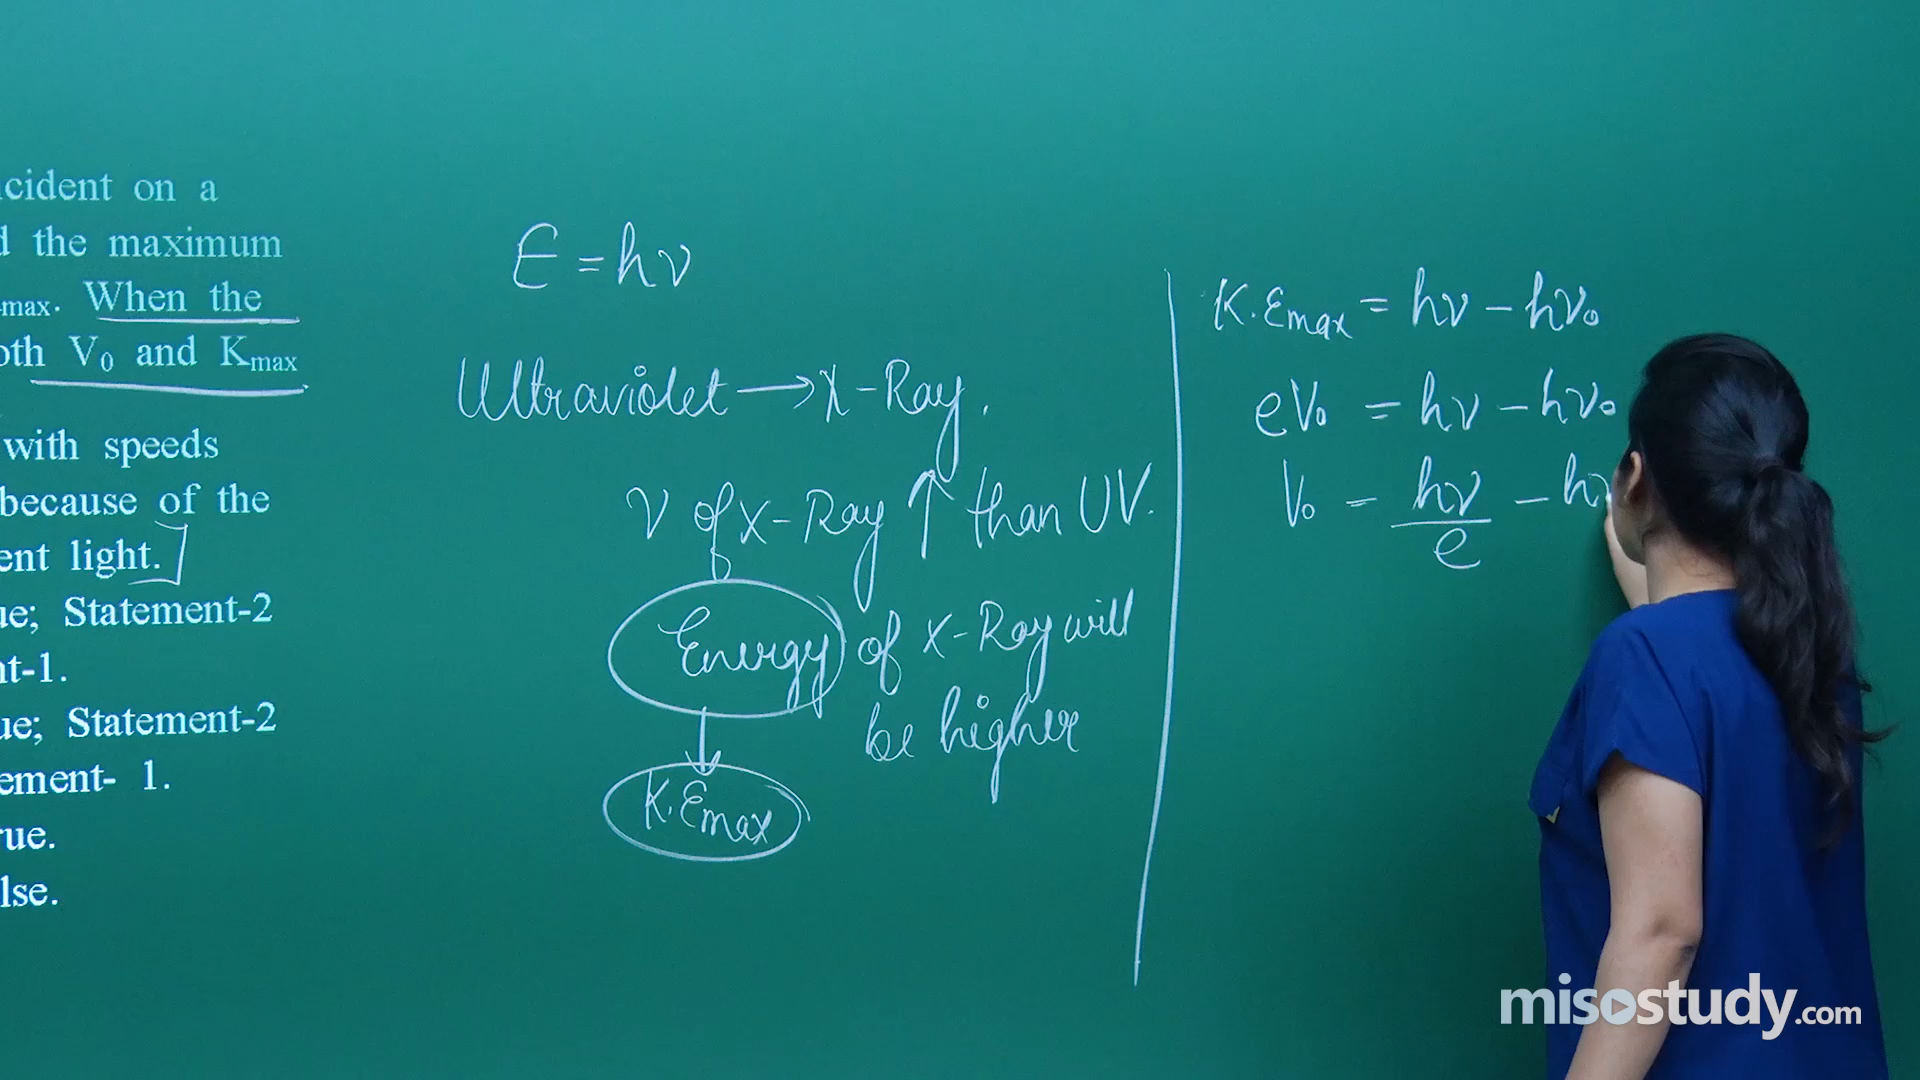 cident on a
d the maximum
max. When the
oth V₀ and Kmax
with speeds
because of the
ent light.
ue; Statement-2
nt-1.
ue; Statement-2
ement- 1.
rue.
lse.
E = hν
Ultraviolet → X-Ray.
ν of X-Ray ↑ than UV.
Energy of X-Ray will
be higher
K.Emax
K.Emax = hν - hν₀
eV₀ = hν - hν₀
V₀ = hν/e - hν
misostudy.com